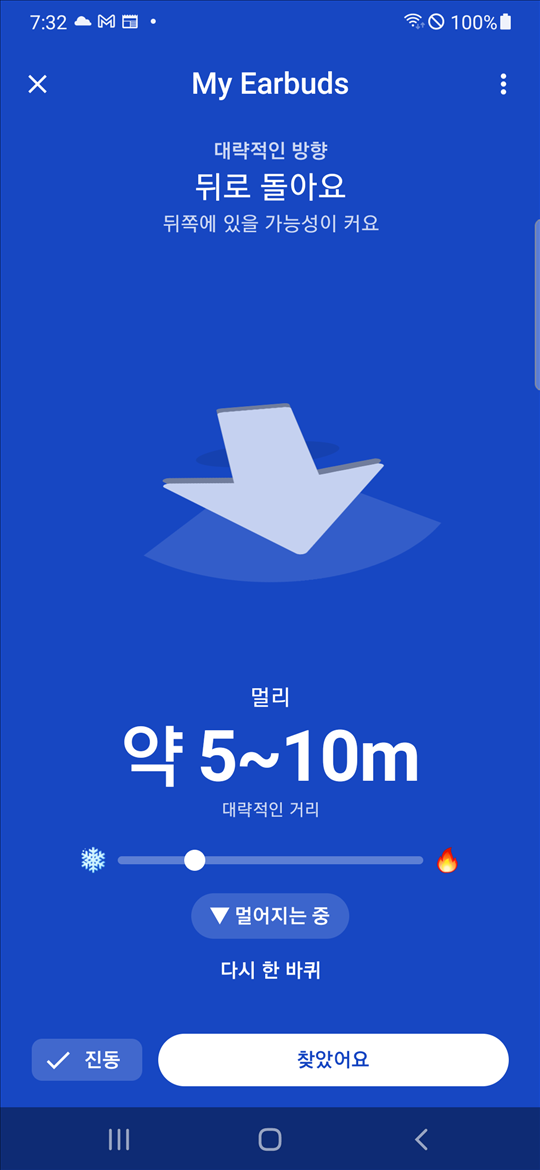 7:32 100%
My Earbuds
대략적인 방향
뒤로 돌아요
뒤쪽에 있을 가능성이 커요
멀리
약 5~10m
대략적인 거리
▼ 멀어지는 중
다시 한 바퀴
진동 찾았어요